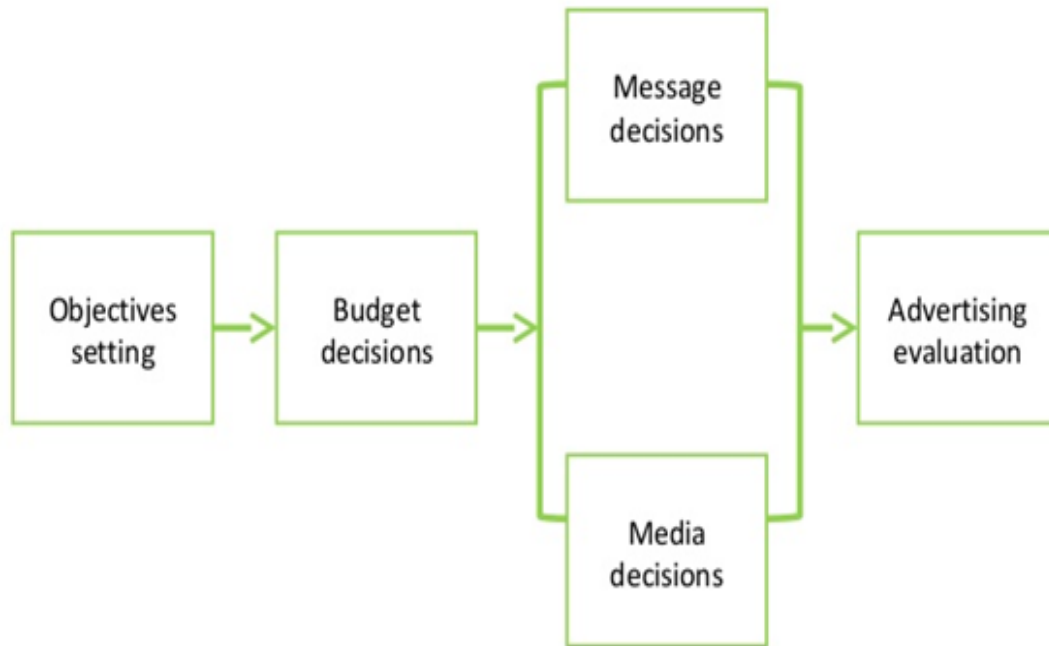 Objectives
setting
Budget
decisions
Message
decisions
Media
decisions
Advertising
evaluation